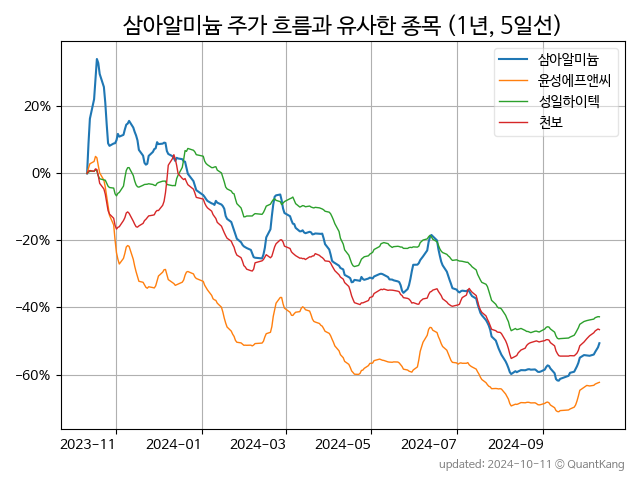 삼아알미늄 주가 흐름과 유사한 종목 (1년, 5일선)
삼아알미늄
윤성에프앤씨
성일하이텍
천보
20%
0%
−20%
−40%
−60%
2023-11
2024-01
2024-03
2024-05
2024-07
2024-09
updated: 2024-10-11 © QuantKang